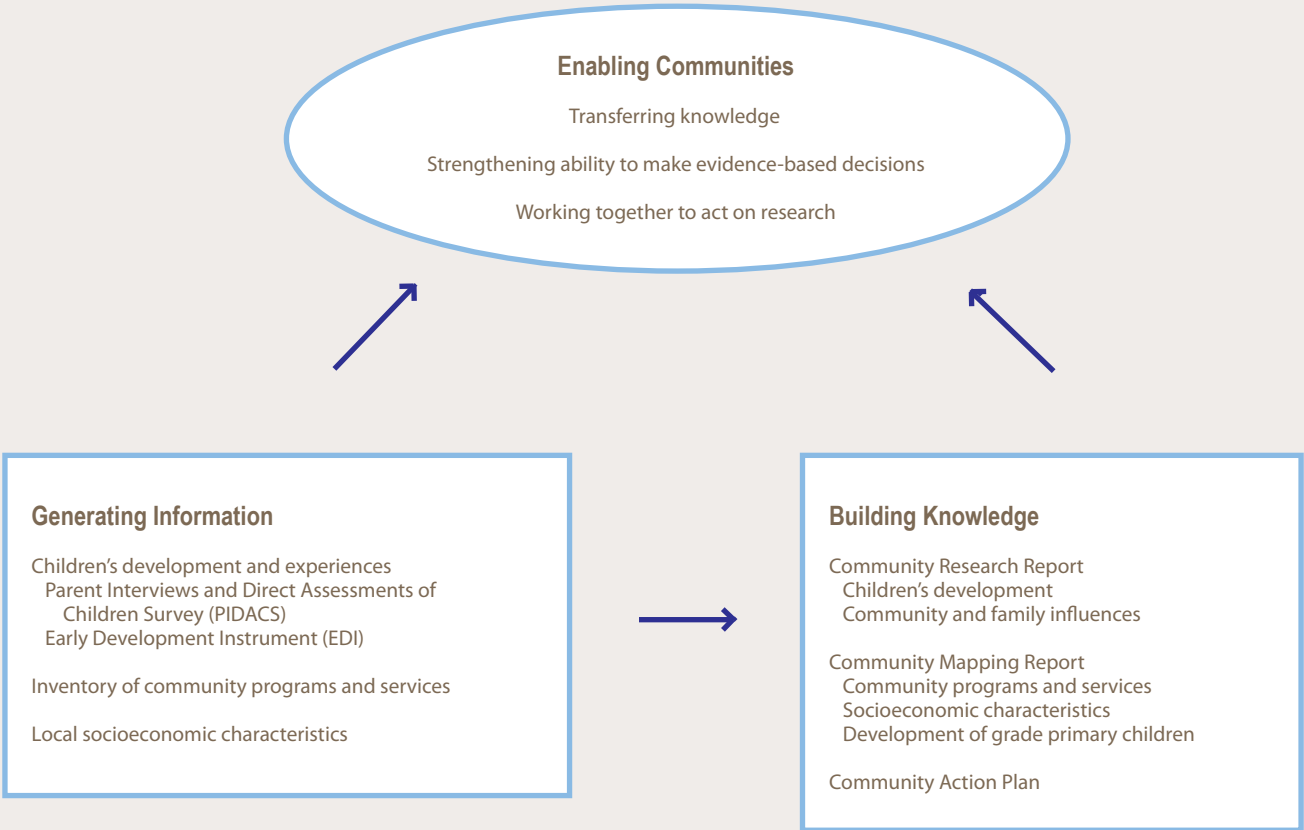 Enabling Communities
Transferring knowledge
Strengthening ability to make evidence-based decisions
Working together to act on research
Generating Information
Children’s development and experiences
Parent Interviews and Direct Assessments of
Children Survey (PIDACS)
Early Development Instrument (EDI)
Inventory of community programs and services
Local socioeconomic characteristics
Building Knowledge
Community Research Report
Children’s development
Community and family influences
Community Mapping Report
Community programs and services
Socioeconomic characteristics
Development of grade primary children
Community Action Plan